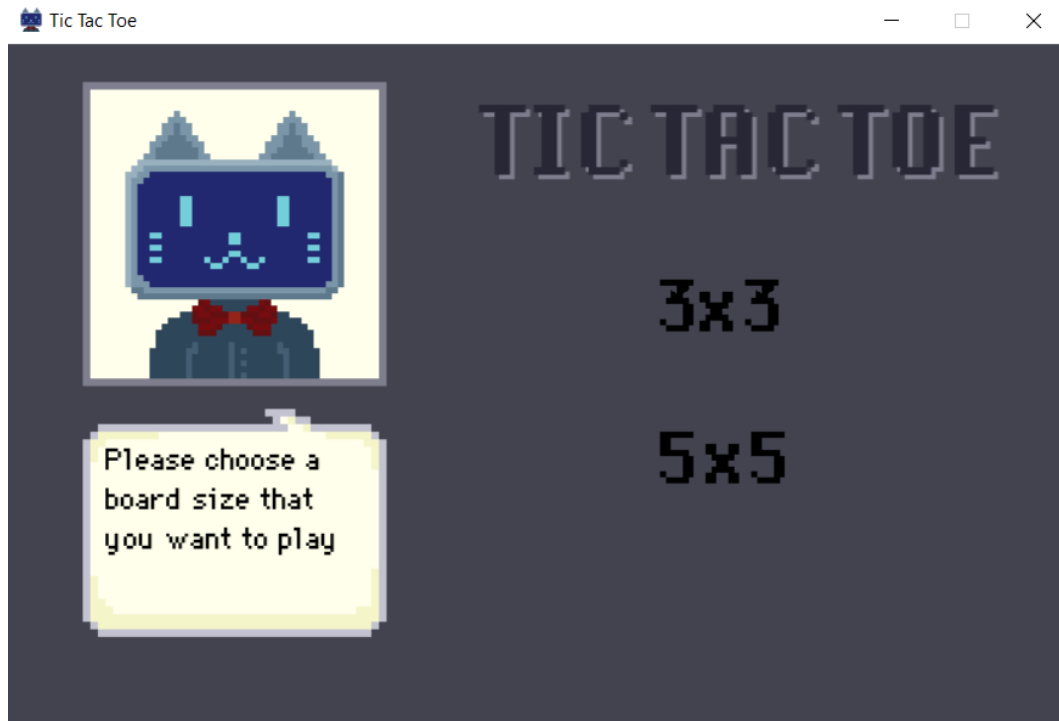 Tic Tac Toe
TIC TAC TOE
3x3
5x5
Please choose a
board size that
you want to play